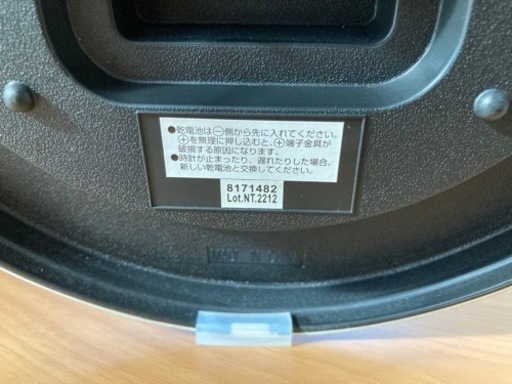 ●乾電池は⊖側から先に入れてください。
⊕を無理に押し込むと、⊕端子金具が
破損する原因になります。
●時計が止まったり、遅れたりした場合、
新しい乾電池と交換してください。
8171482
Lot.NT.2212
MADE IN